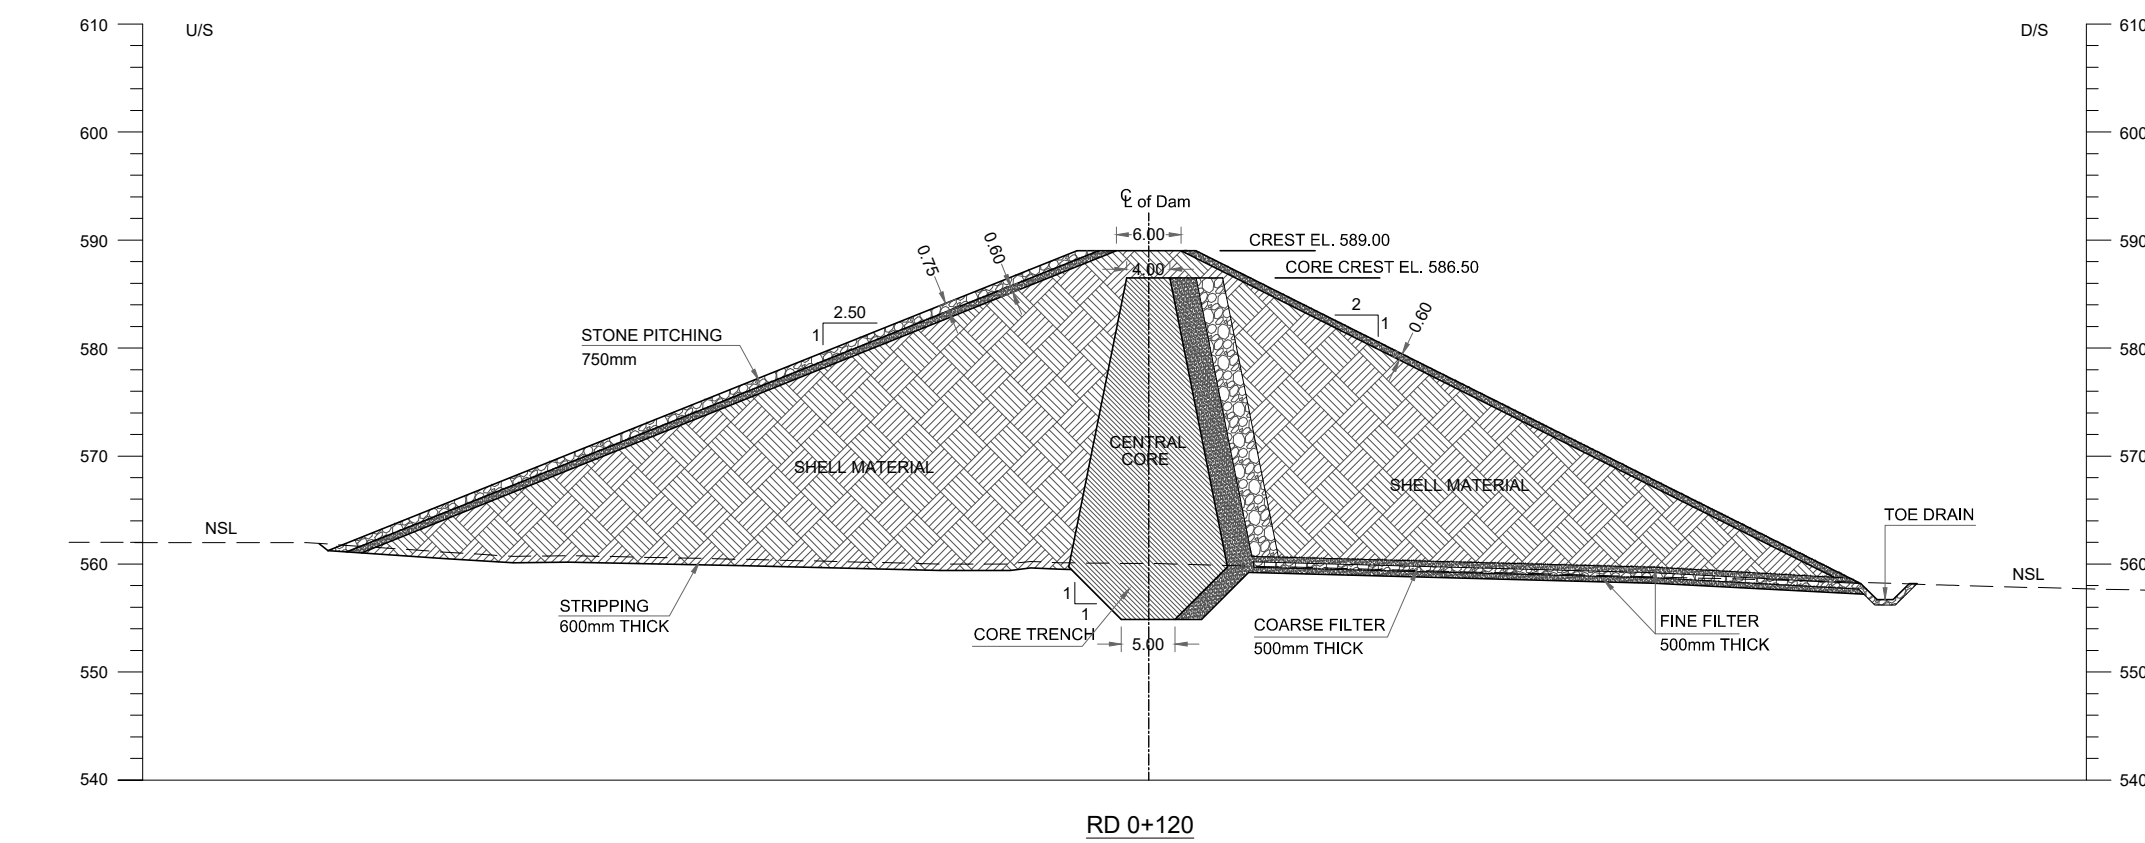 610
U/S
D/S
610
600
600
℄ of Dam
590
6.00
CREST EL. 589.00
590
0.75
0.60
4.00
CORE CREST EL. 586.50
2.50
1
2
1
0.60
STONE PITCHING
750mm
580
580
570
CENTRAL
CORE
570
SHELL MATERIAL
SHELL MATERIAL
NSL
TOE DRAIN
560
560
NSL
STRIPPING
600mm THICK
1
1
CORE TRENCH
5.00
COARSE FILTER
500mm THICK
FINE FILTER
500mm THICK
550
550
540
540
RD 0+120